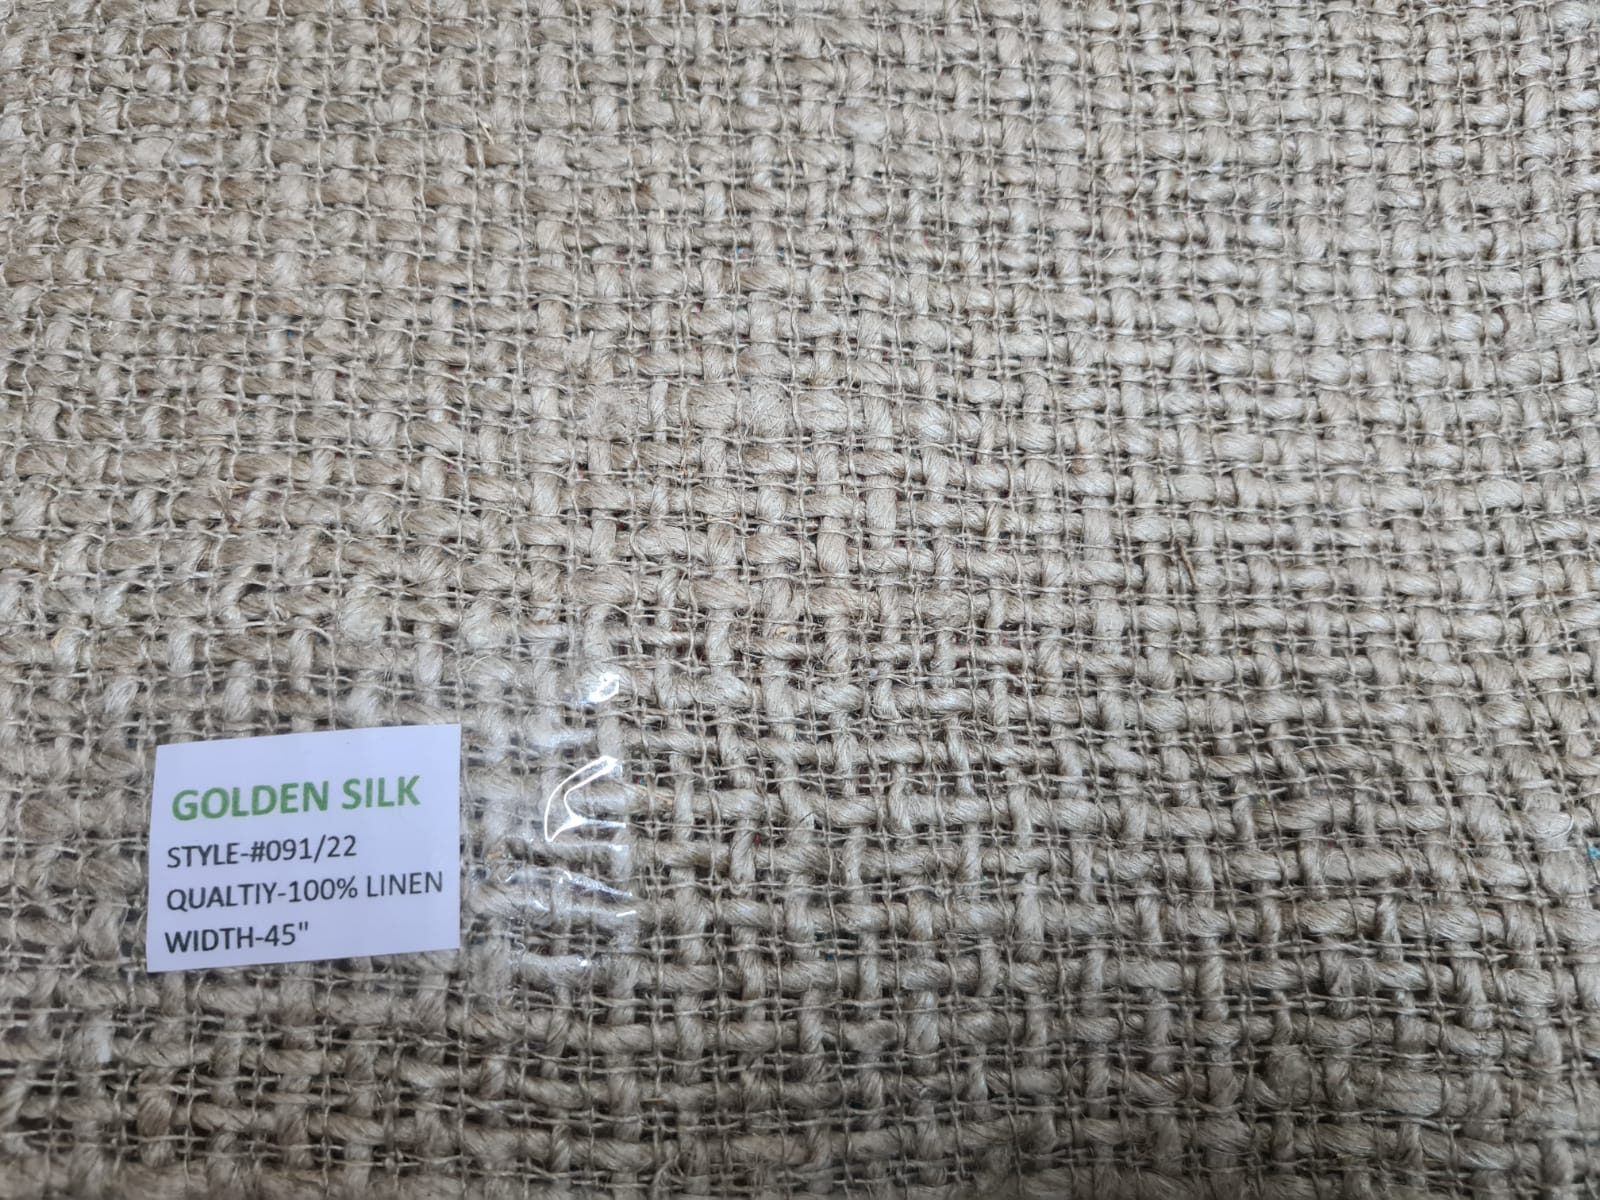 GOLDEN SILK
STYLE-#091/22
QUALTIY-100% LINEN
WIDTH-45"